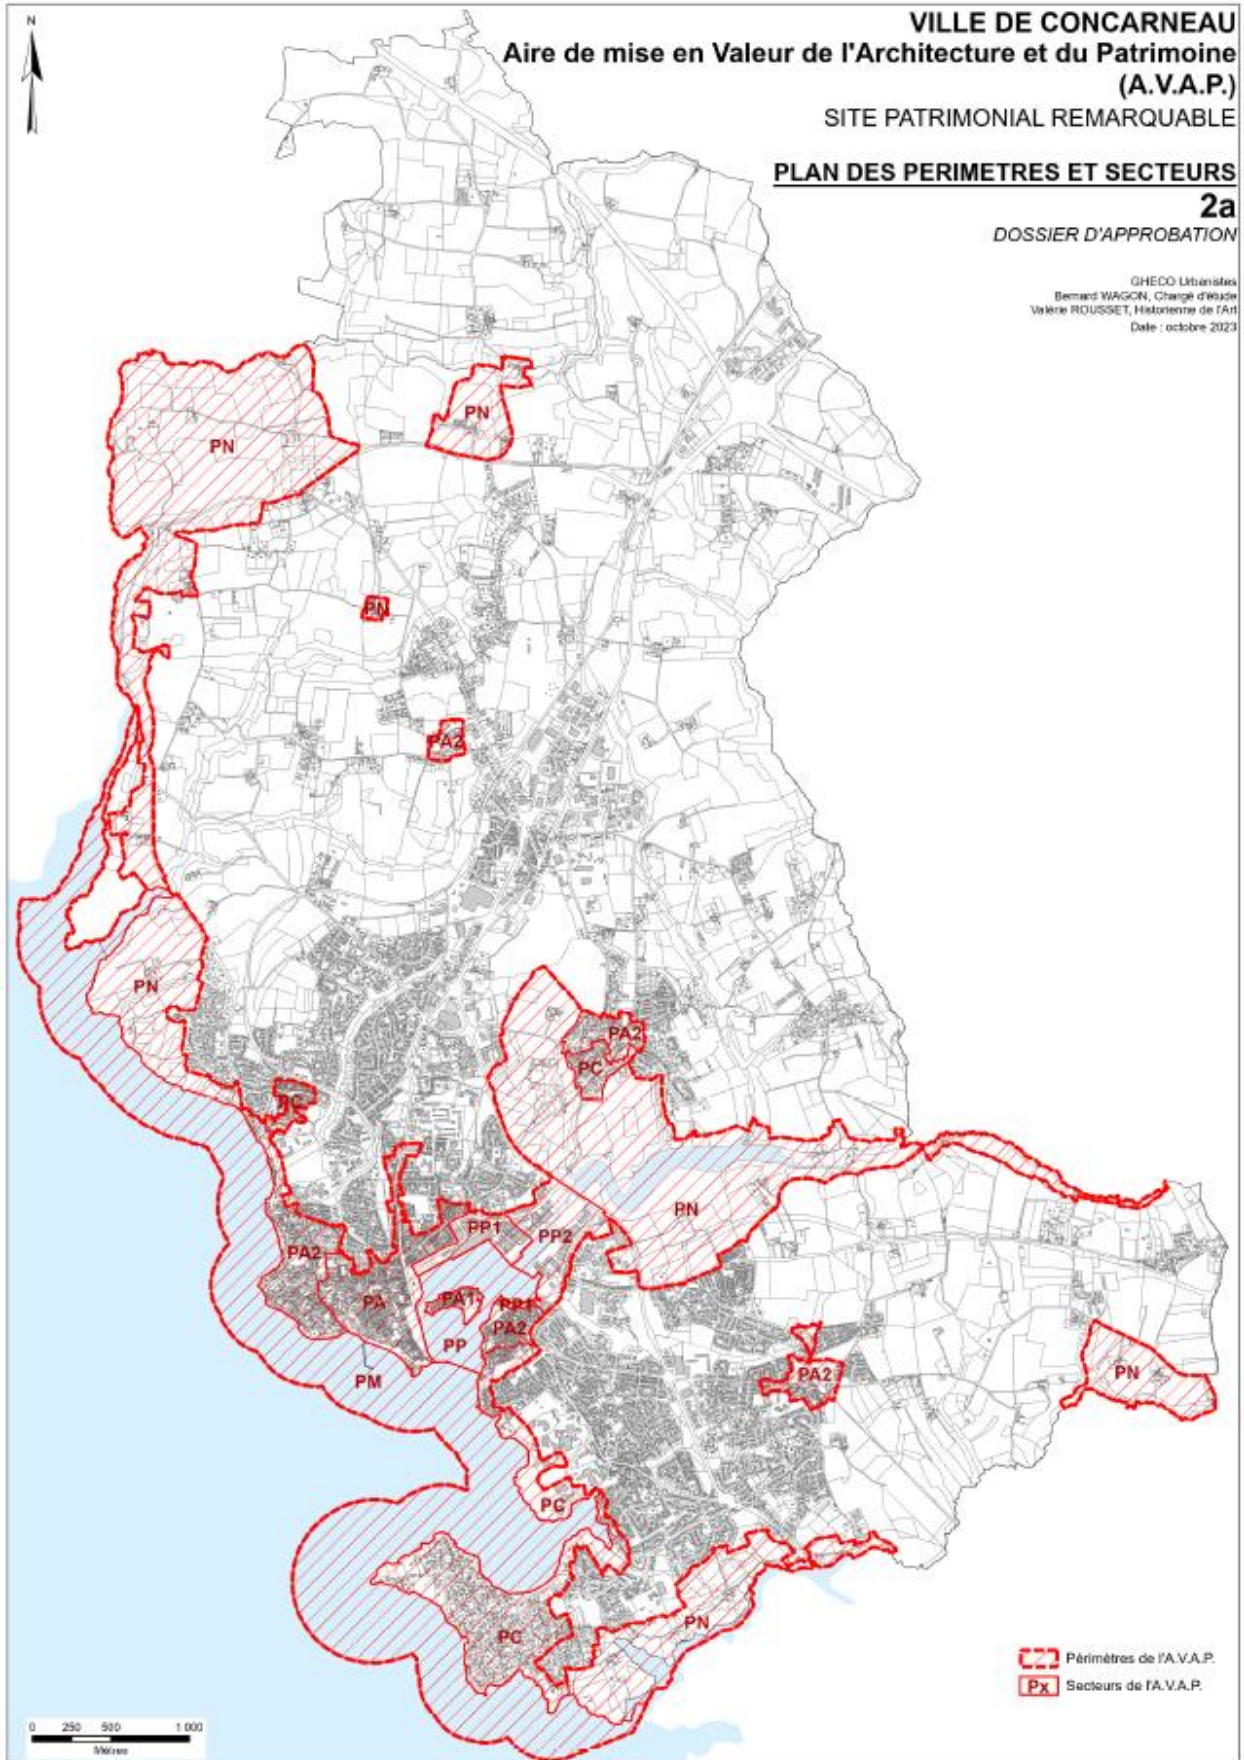 N
VILLE DE CONCARNEAU
Aire de mise en Valeur de l'Architecture et du Patrimoine
(A.V.A.P.)
SITE PATRIMONIAL REMARQUABLE
PLAN DES PERIMETRES ET SECTEURS
2a
DOSSIER D'APPROBATION
GHECO Urbanistes
Bernard WAGON, Chargé d'étude
Valérie ROUSSET, Historienne de l'Art
Date : octobre 2023
PN
PN
PN
PA2
PN
PA2
PC
PC
PN
PP1
PP2
PA2
PA
PA1
PP1
PA2
PP
PM
PA2
PN
PC
PN
PC
Périmètres de l'A.V.A.P.
Px Secteurs de l'A.V.A.P.
0 250 500 1 000
Mètres